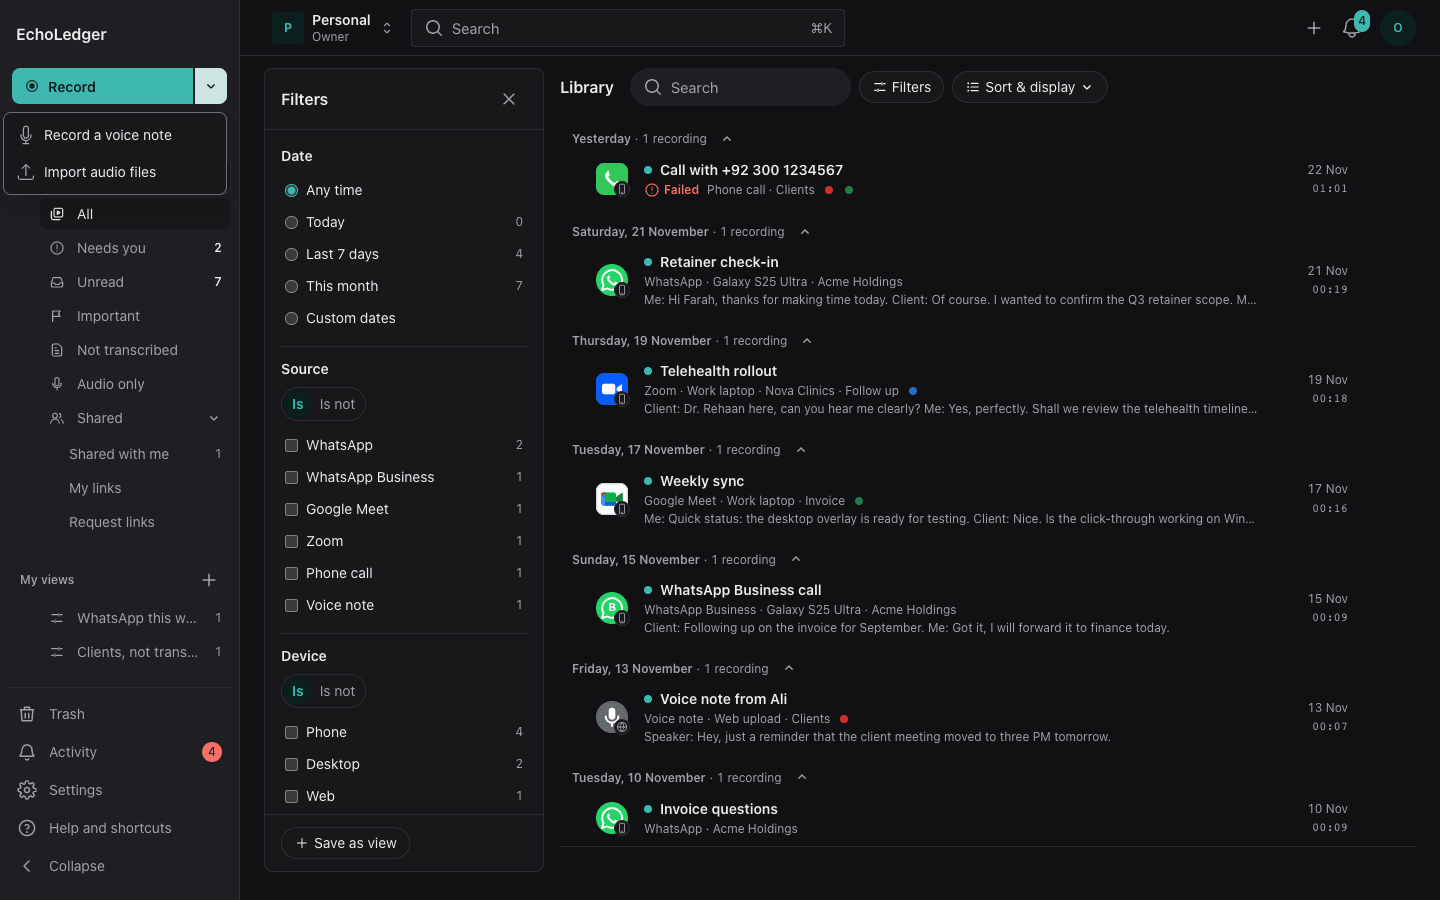 EchoLedger
Record
Record a voice note
Import audio files
All
Needs you 2
Unread 7
Important
Not transcribed
Audio only
Shared
Shared with me 1
My links
Request links
My views
WhatsApp this w... 1
Clients, not trans... 1
Trash
Activity 4
Settings
Help and shortcuts
Collapse
P Personal
Owner
Search ⌘K
4
O
Filters
Date
Any time
Today 0
Last 7 days 4
This month 7
Custom dates
Source
Is Is not
WhatsApp 2
WhatsApp Business 1
Google Meet 1
Zoom 1
Phone call 1
Voice note 1
Device
Is Is not
Phone 4
Desktop 2
Web 1
Save as view
Library Search Filters Sort & display
Yesterday · 1 recording
Call with +92 300 1234567 22 Nov
Failed Phone call · Clients 01:01
Saturday, 21 November · 1 recording
Retainer check-in 21 Nov
WhatsApp · Galaxy S25 Ultra · Acme Holdings 00:19
Me: Hi Farah, thanks for making time today. Client: Of course. I wanted to confirm the Q3 retainer scope. M...
Thursday, 19 November · 1 recording
Telehealth rollout 19 Nov
Zoom · Work laptop · Nova Clinics · Follow up 00:18
Client: Dr. Rehaan here, can you hear me clearly? Me: Yes, perfectly. Shall we review the telehealth timeline...
Tuesday, 17 November · 1 recording
Weekly sync 17 Nov
Google Meet · Work laptop · Invoice 00:16
Me: Quick status: the desktop overlay is ready for testing. Client: Nice. Is the click-through working on Win...
Sunday, 15 November · 1 recording
WhatsApp Business call 15 Nov
WhatsApp Business · Galaxy S25 Ultra · Acme Holdings 00:09
Client: Following up on the invoice for September. Me: Got it, I will forward it to finance today.
Friday, 13 November · 1 recording
Voice note from Ali 13 Nov
Voice note · Web upload · Clients 00:07
Speaker: Hey, just a reminder that the client meeting moved to three PM tomorrow.
Tuesday, 10 November · 1 recording
Invoice questions 10 Nov
WhatsApp · Acme Holdings 00:09